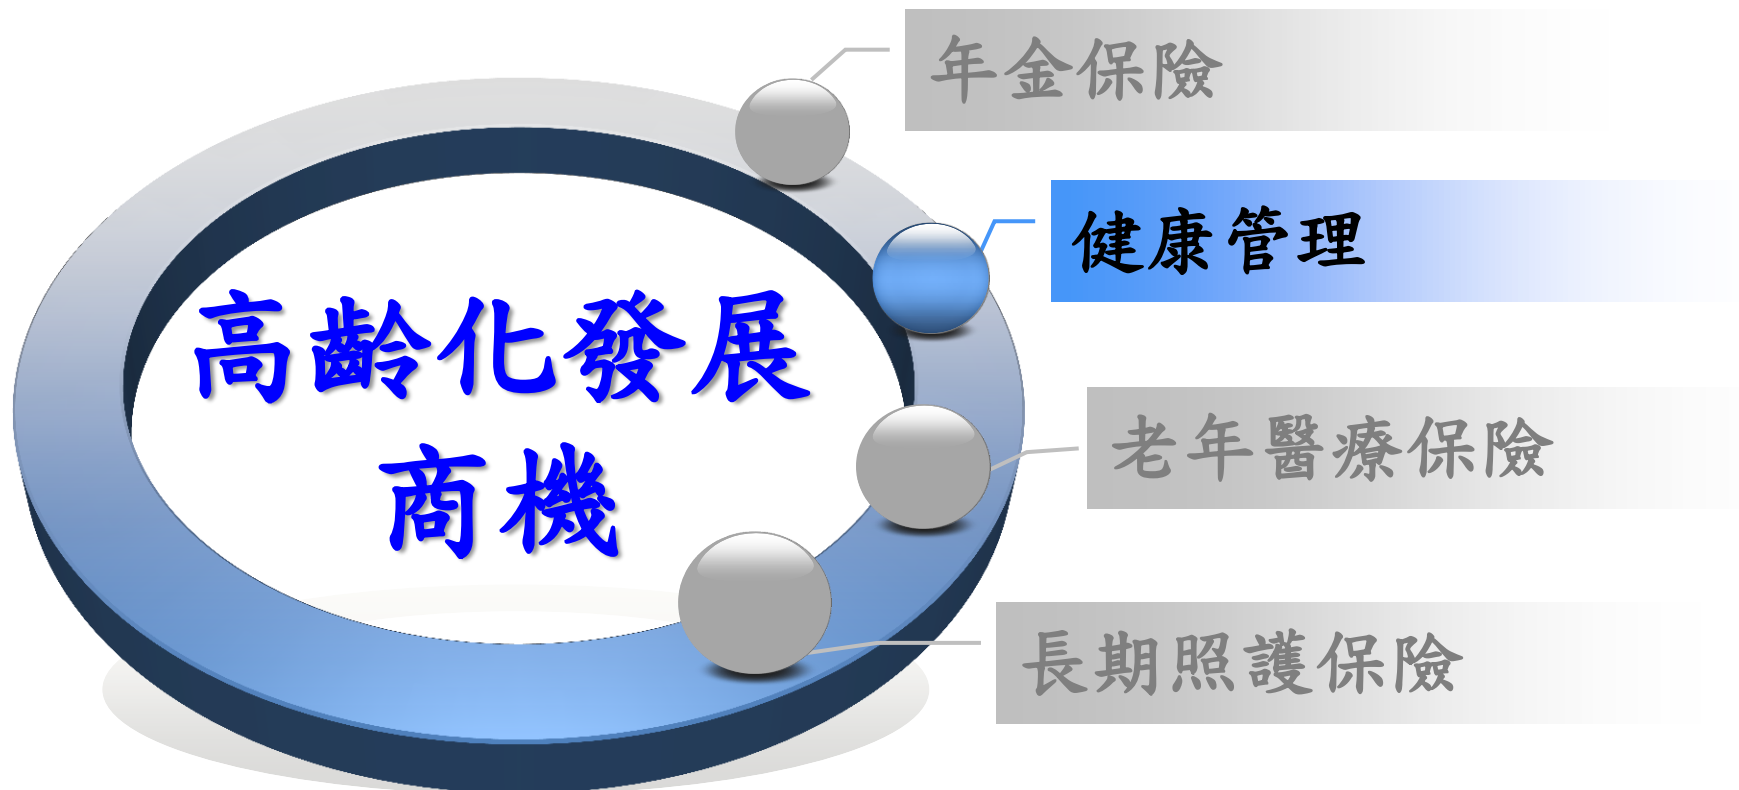 年金保險
健康管理
高齡化發展
商機
老年醫療保險
長期照護保險